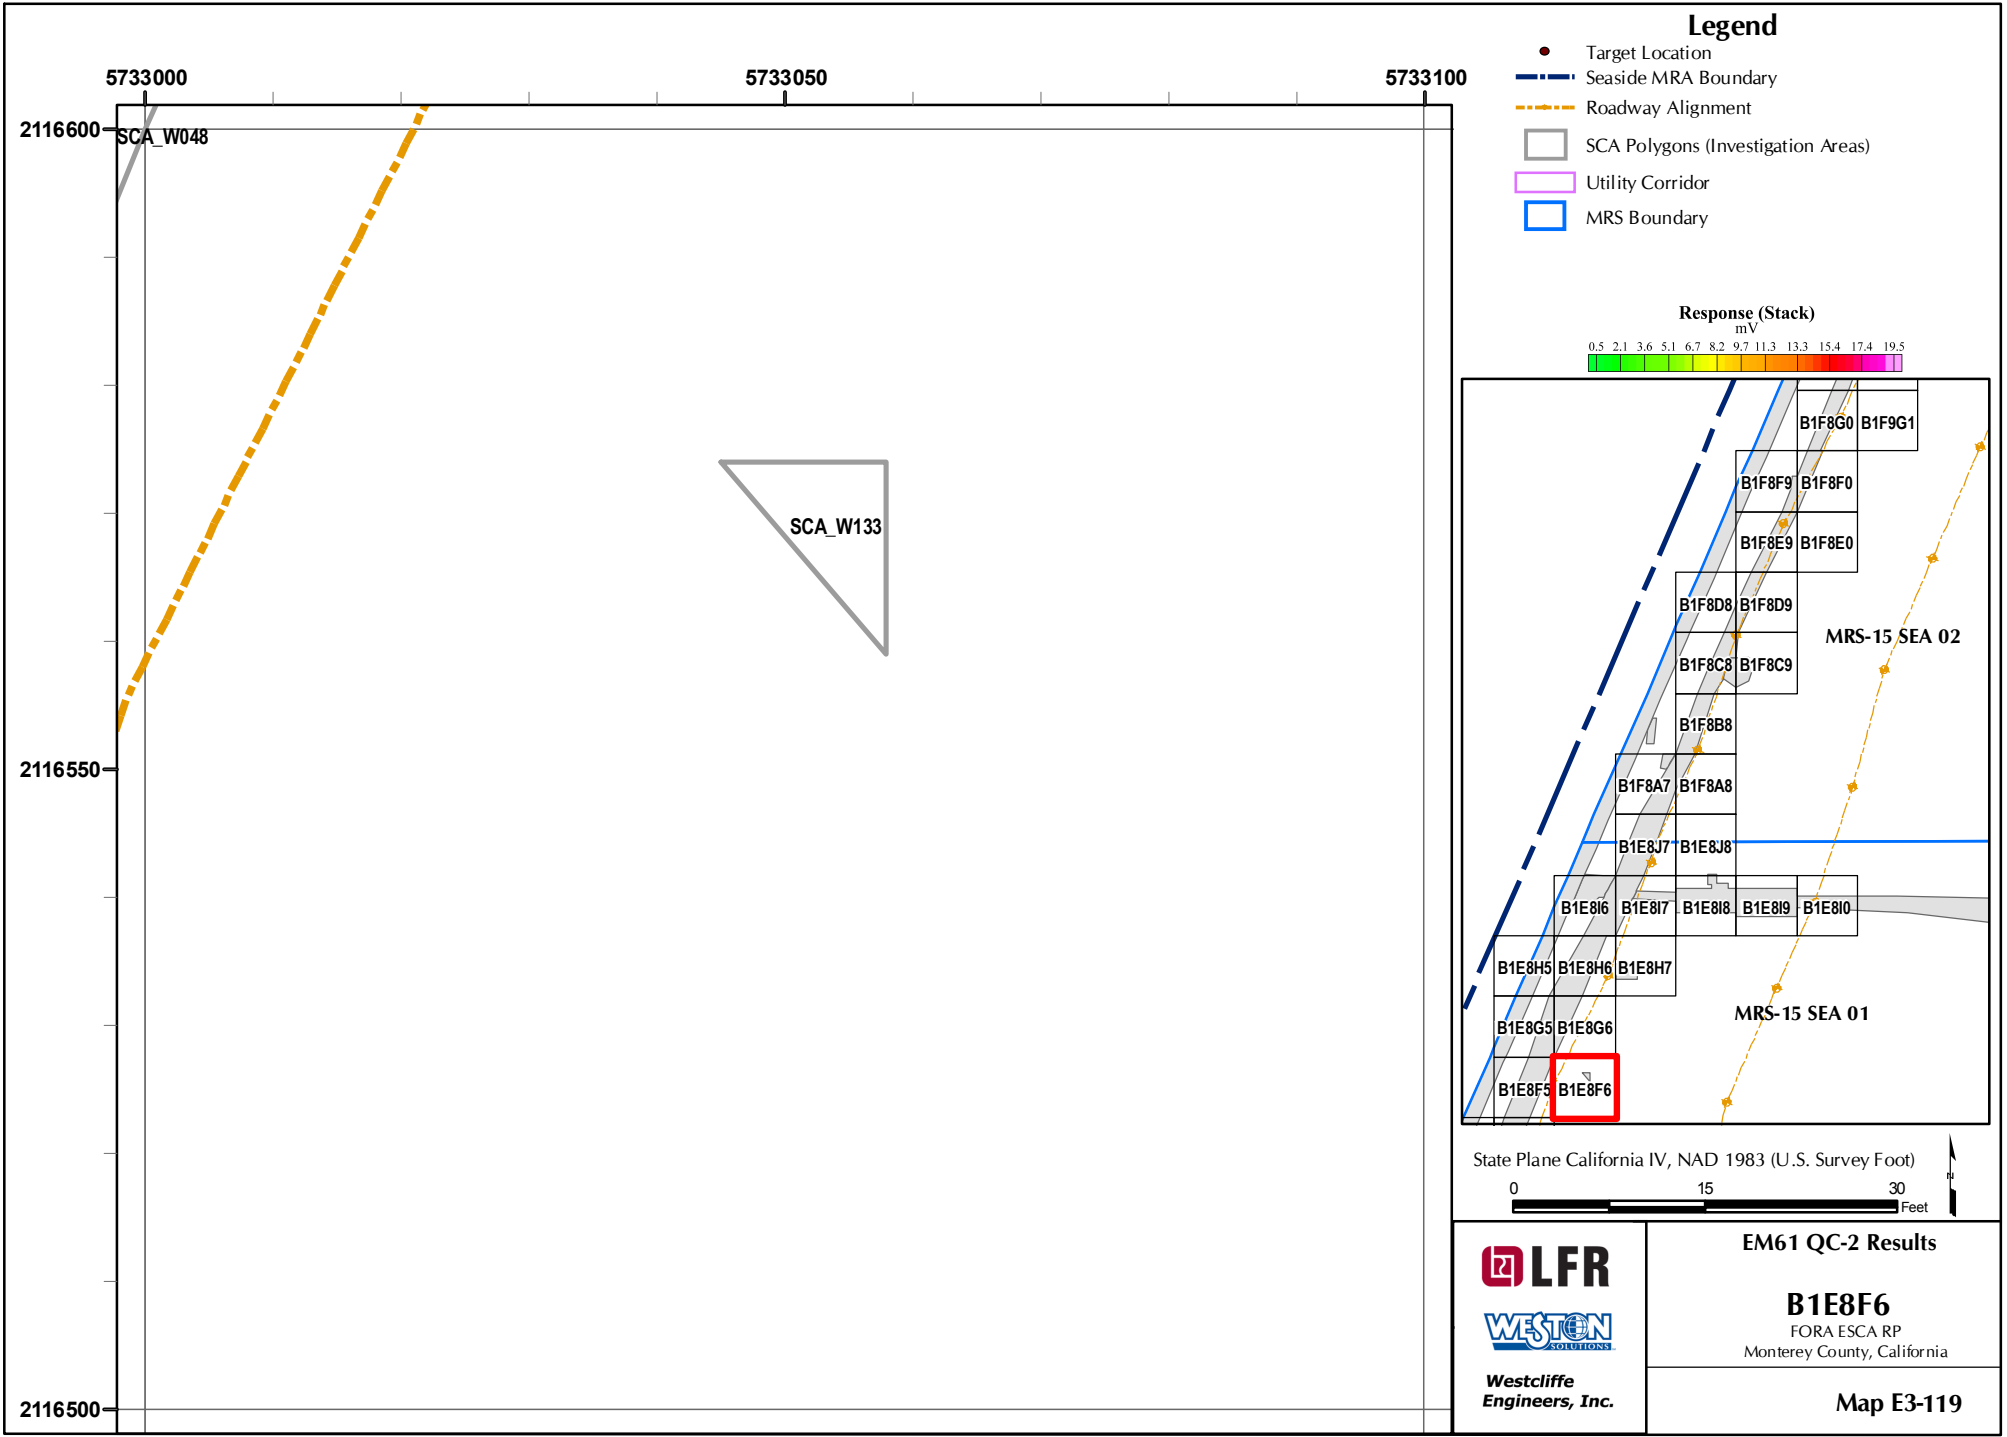 Legend
Target Location
Seaside MRA Boundary
Roadway Alignment
SCA Polygons (Investigation Areas)
Utility Corridor
MRS Boundary
5733000 5733050 5733100
2116600
SCA_W048
SCA_W133
2116550
2116500
Response (Stack)
mV
0.5 2.1 3.6 5.1 6.7 8.2 9.7 11.3 13.3 15.4 17.4 19.5
B1F8G0 B1F9G1
B1F8F9 B1F8F0
B1F8E9 B1F8E0
B1F8D8 B1F8D9
MRS-15 SEA 02
B1F8C8 B1F8C9
B1F8B8
B1F8A7 B1F8A8
B1E8J7 B1E8J8
B1E8I6 B1E8I7 B1E8I8 B1E8I9 B1E8I0
B1E8H5 B1E8H6 B1E8H7
MRS-15 SEA 01
B1E8G5 B1E8G6
B1E8F5 B1E8F6
State Plane California IV, NAD 1983 (U.S. Survey Foot)
N
0 15 30
Feet
LFR
WESTON
SOLUTIONS
Westcliffe
Engineers, Inc.
EM61 QC-2 Results
B1E8F6
FORA ESCA RP
Monterey County, California
Map E3-119